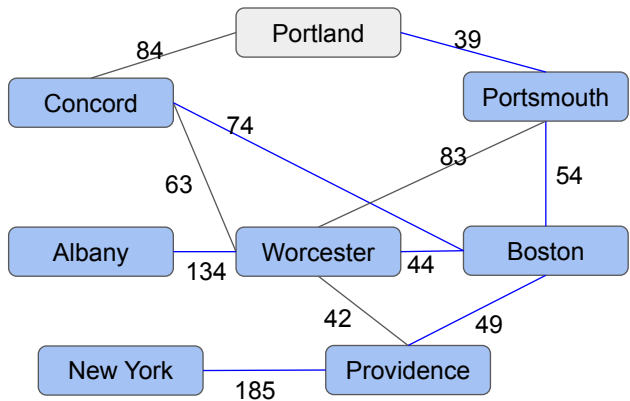 Portland
84
39
Concord
Portsmouth
74
83
63
54
Albany
Worcester
Boston
134
44
42
49
New York
Providence
185